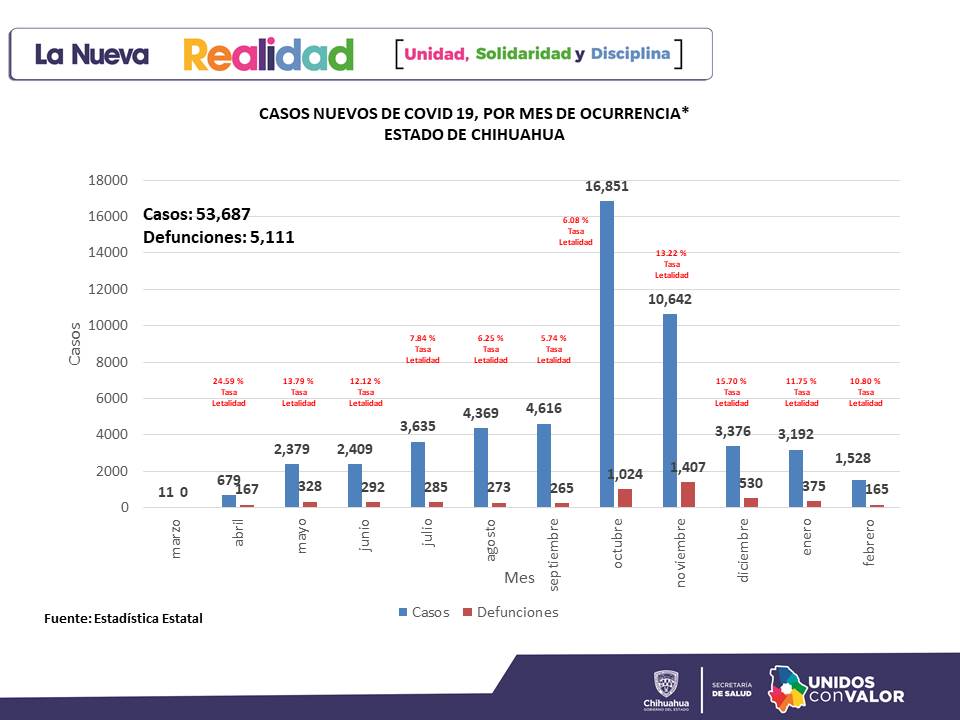 La Nueva Realidad [Unidad, Solidaridad y Disciplina]
CASOS NUEVOS DE COVID 19, POR MES DE OCURRENCIA*
ESTADO DE CHIHUAHUA
Casos: 53,687
Defunciones: 5,111
Casos
18000
16000
14000
12000
10000
8000
6000
4000
2000
0
11 0
679 167
24.59 %
Tasa
Letalidad
2,379 328
13.79 %
Tasa
Letalidad
2,409 292
12.12 %
Tasa
Letalidad
3,635 285
7.84 %
Tasa
Letalidad
4,369 273
6.25 %
Tasa
Letalidad
4,616 265
5.74 %
Tasa
Letalidad
16,851 1,024
6.08 %
Tasa
Letalidad
10,642 1,407
13.22 %
Tasa
Letalidad
3,376 530
15.70 %
Tasa
Letalidad
3,192 375
11.75 %
Tasa
Letalidad
1,528 165
10.80 %
Tasa
Letalidad
marzo
abril
mayo
junio
julio
agosto
septiembre
octubre
noviembre
diciembre
enero
febrero
Mes
Casos Defunciones
Fuente: Estadística Estatal
Chihuahua
GOBIERNO DEL ESTADO
SECRETARÍA
DE SALUD
UNIDOS
conVALOR